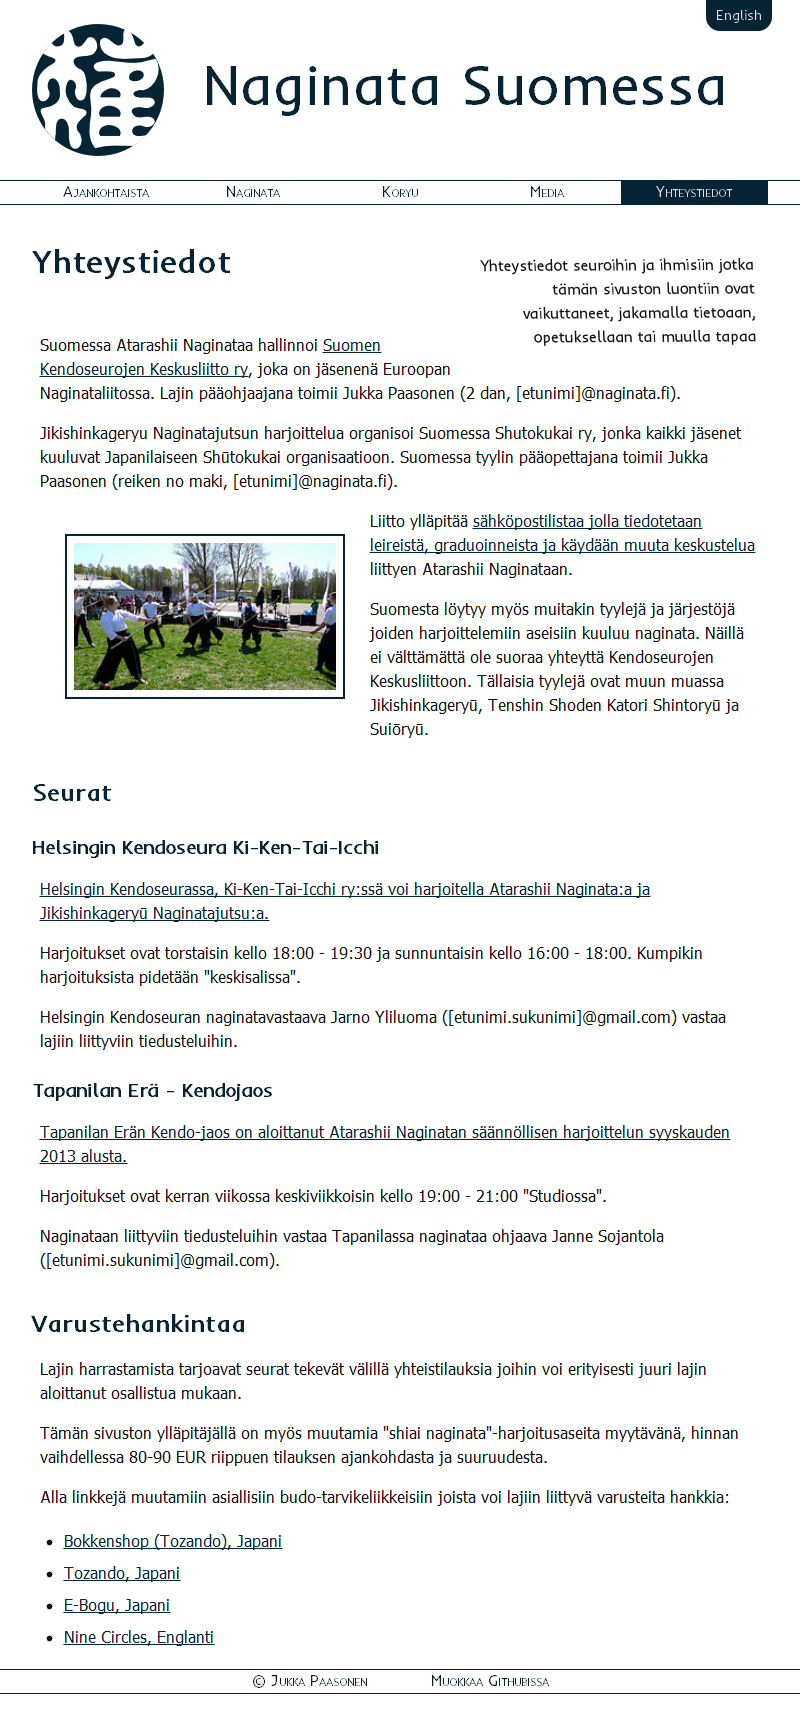 English
Naginata Suomessa
Ajankohtaista Naginata Koryu Media Yhteystiedot
Yhteystiedot
Yhteystiedot seuroihin ja ihmisiin jotka
tämän sivuston luontiin ovat
vaikuttaneet, jakamalla tietoaan,
opetuksellaan tai muulla tapaa
Suomessa Atarashii Naginataa hallinnoi Suomen
Kendoseurojen Keskusliitto ry, joka on jäsenenä Euroopan
Naginataliitossa. Lajin pääohjaajana toimii Jukka Paasonen (2 dan, [etunimi]@naginata.fi).
Jikishinkageryu Naginatajutsun harjoittelua organisoi Suomessa Shutokukai ry, jonka kaikki jäsenet
kuuluvat Japanilaiseen Shūtokukai organisaatioon. Suomessa tyylin pääopettajana toimii Jukka
Paasonen (reiken no maki, [etunimi]@naginata.fi).
Liitto ylläpitää sähköpostilistaa jolla tiedotetaan
leireistä, graduoinneista ja käydään muuta keskustelua
liittyen Atarashii Naginataan.
Suomesta löytyy myös muitakin tyylejä ja järjestöjä
joiden harjoittelemiin aseisiin kuuluu naginata. Näillä
ei välttämättä ole suoraa yhteyttä Kendoseurojen
Keskusliittoon. Tällaisia tyylejä ovat muun muassa
Jikishinkageryū, Tenshin Shoden Katori Shintoryū ja
Suiōryū.
Seurat
Helsingin Kendoseura Ki-Ken-Tai-Icchi
Helsingin Kendoseurassa, Ki-Ken-Tai-Icchi ry:ssä voi harjoitella Atarashii Naginata:a ja
Jikishinkageryū Naginatajutsu:a.
Harjoitukset ovat torstaisin kello 18:00 - 19:30 ja sunnuntaisin kello 16:00 - 18:00. Kumpikin
harjoituksista pidetään "keskisalissa".
Helsingin Kendoseuran naginatavastaava Jarno Yliluoma ([etunimi.sukunimi]@gmail.com) vastaa
lajiin liittyviin tiedusteluihin.
Tapanilan Erä - Kendojaos
Tapanilan Erän Kendo-jaos on aloittanut Atarashii Naginatan säännöllisen harjoittelun syyskauden
2013 alusta.
Harjoitukset ovat kerran viikossa keskiviikkoisin kello 19:00 - 21:00 "Studiossa".
Naginataan liittyviin tiedusteluihin vastaa Tapanilassa naginataa ohjaava Janne Sojantola
([etunimi.sukunimi]@gmail.com).
Varustehankintaa
Lajin harrastamista tarjoavat seurat tekevät välillä yhteistilauksia joihin voi erityisesti juuri lajin
aloittanut osallistua mukaan.
Tämän sivuston ylläpitäjällä on myös muutamia "shiai naginata"-harjoitusaseita myytävänä, hinnan
vaihdellessa 80-90 EUR riippuen tilauksen ajankohdasta ja suuruudesta.
Alla linkkejä muutamiin asiallisiin budo-tarvikeliikkeisiin joista voi lajiin liittyvä varusteita hankkia:
• Bokkenshop (Tozando), Japani
• Tozando, Japani
• E-Bogu, Japani
• Nine Circles, Englanti
© Jukka Paasonen Muokkaa Githubissa